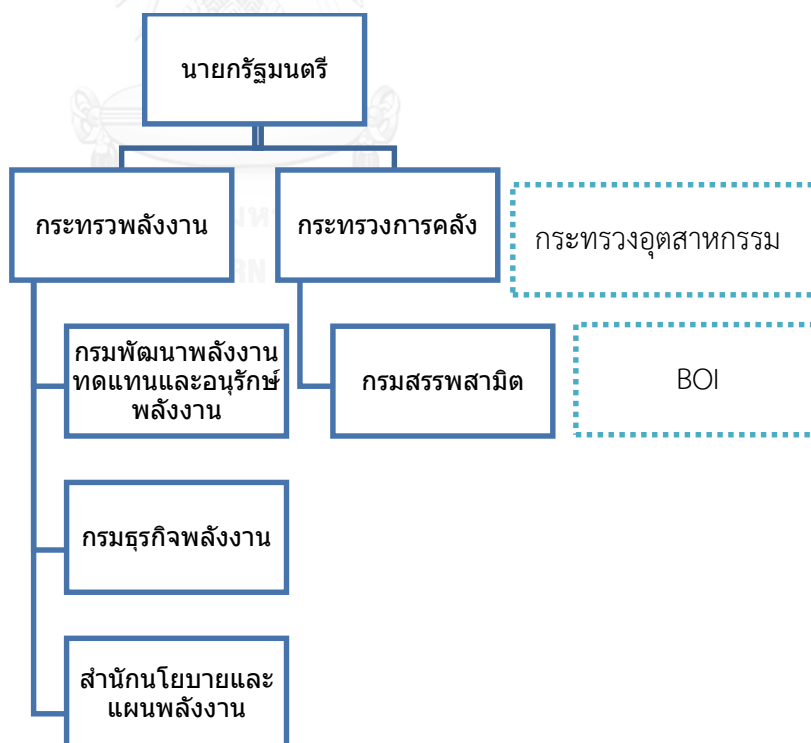 นายกรัฐมนตรี
กระทรวพลังงาน
กระทรวงการคลัง
กระทรวงอุตสาหกรรม
กรมพัฒนาพลังงาน
ทดแทนและอนุรักษ์
พลังงาน
กรมสรรพสามิต
BOI
กรมธุรกิจพลังงาน
สำนักนโยบายและ
แผนพลังงาน